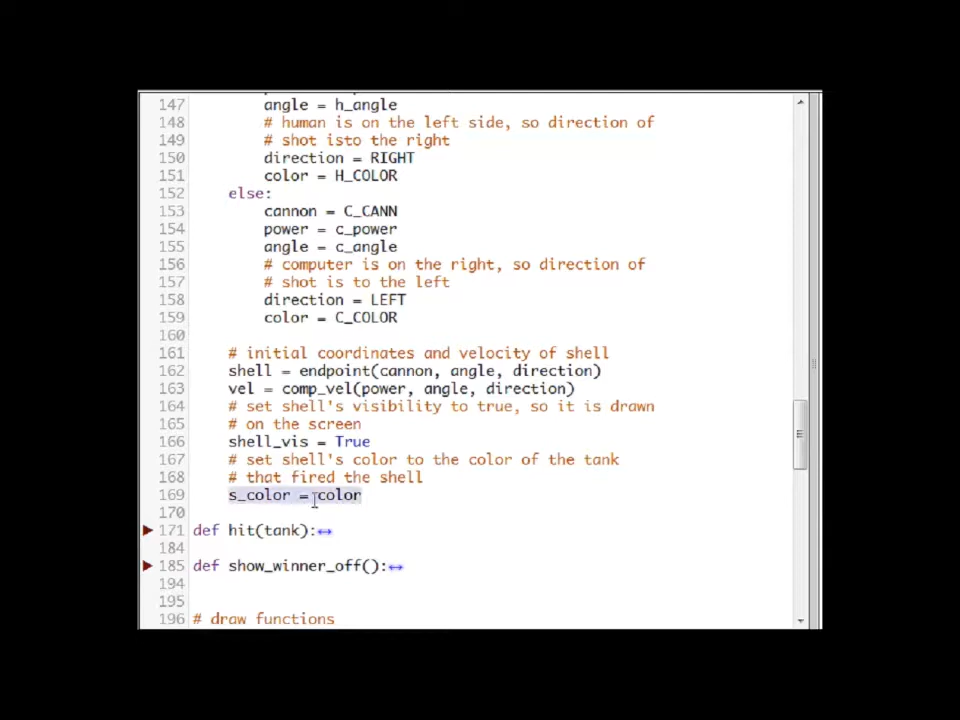 147 angle = h_angle
148 # human is on the left side, so direction of
149 # shot isto the right
150 direction = RIGHT
151 color = H_COLOR
152 else:
153 cannon = C_CANN
154 power = c_power
155 angle = c_angle
156 # computer is on the right, so direction of
157 # shot is to the left
158 direction = LEFT
159 color = C_COLOR
160
161 # initial coordinates and velocity of shell
162 shell = endpoint(cannon, angle, direction)
163 vel = comp_vel(power, angle, direction)
164 # set shell's visibility to true, so it is drawn
165 # on the screen
166 shell_vis = True
167 # set shell's color to the color of the tank
168 # that fired the shell
169 s_color = color
170
171 def hit(tank):
184
185 def show_winner_off():
194
195
196 # draw functions